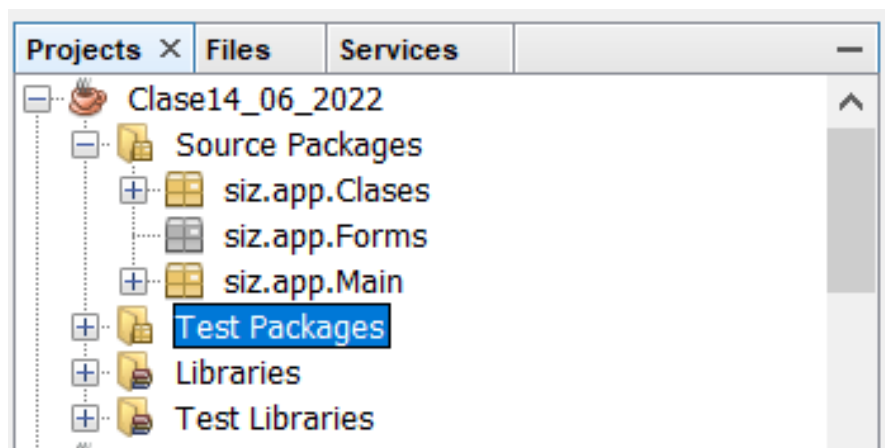 Projects Files Services
Clase14_06_2022
Source Packages
siz.app.Clases
siz.app.Forms
siz.app.Main
Test Packages
Libraries
Test Libraries